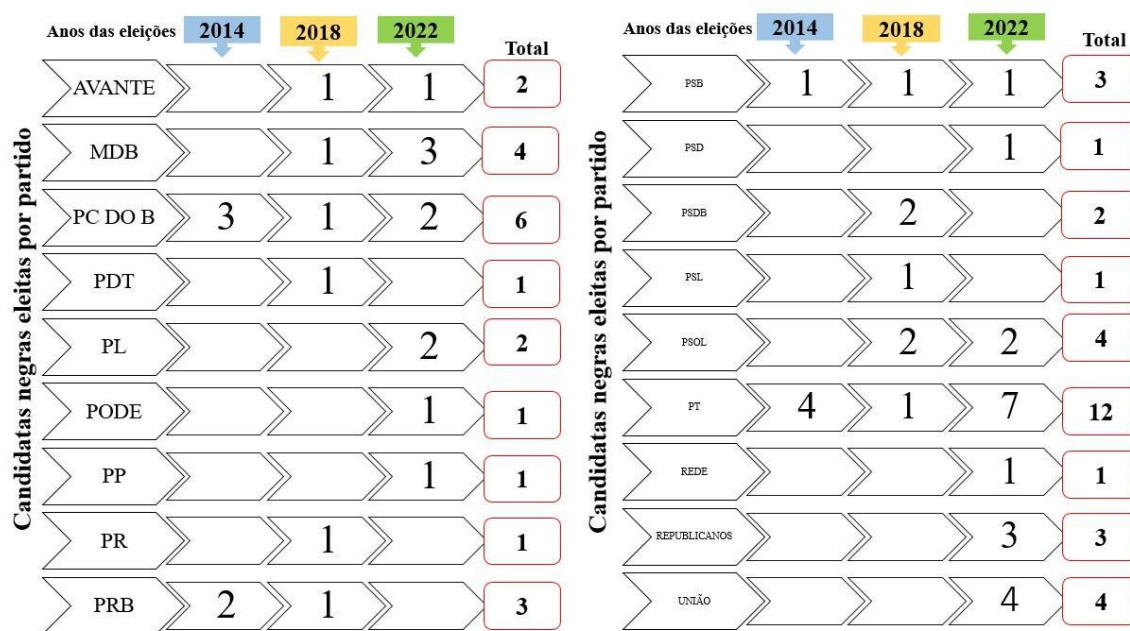 Anos das eleições 2014 2018 2022 Total
Candidatas negras eleitas por partido
AVANTE 1 1 2
MDB 1 3 4
PC DO B 3 1 2 6
PDT 1 1
PL 2 2
PODE 1 1
PP 1 1
PR 1 1
PRB 2 1 3
Anos das eleições 2014 2018 2022 Total
Candidatas negras eleitas por partido
PSB 1 1 1 3
PSD 1 1
PSDB 2 2
PSL 1 1
PSOL 2 2 4
PT 4 1 7 12
REDE 1 1
REPUBLICANOS 3 3
UNIÃO 4 4